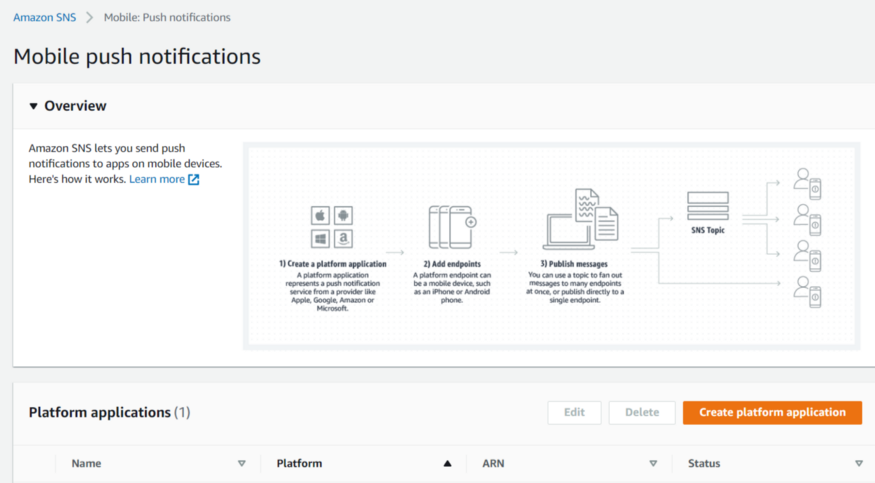 Amazon SNS > Mobile: Push notifications
Mobile push notifications
Overview
Amazon SNS lets you send push
notifications to apps on mobile devices.
Here's how it works. Learn more
1) Create a platform application
A platform application
represents a push notification
service from a provider like
Apple, Google, Amazon or
Microsoft.
2) Add endpoints
A platform endpoint can
be a mobile device, such
as an iPhone or Android
phone.
3) Publish messages
You can use a topic to fan out
messages to many endpoints
at once, or publish directly to a
single endpoint.
SNS Topic
Platform applications (1)
Edit
Delete
Create platform application
Name
Platform
ARN
Status